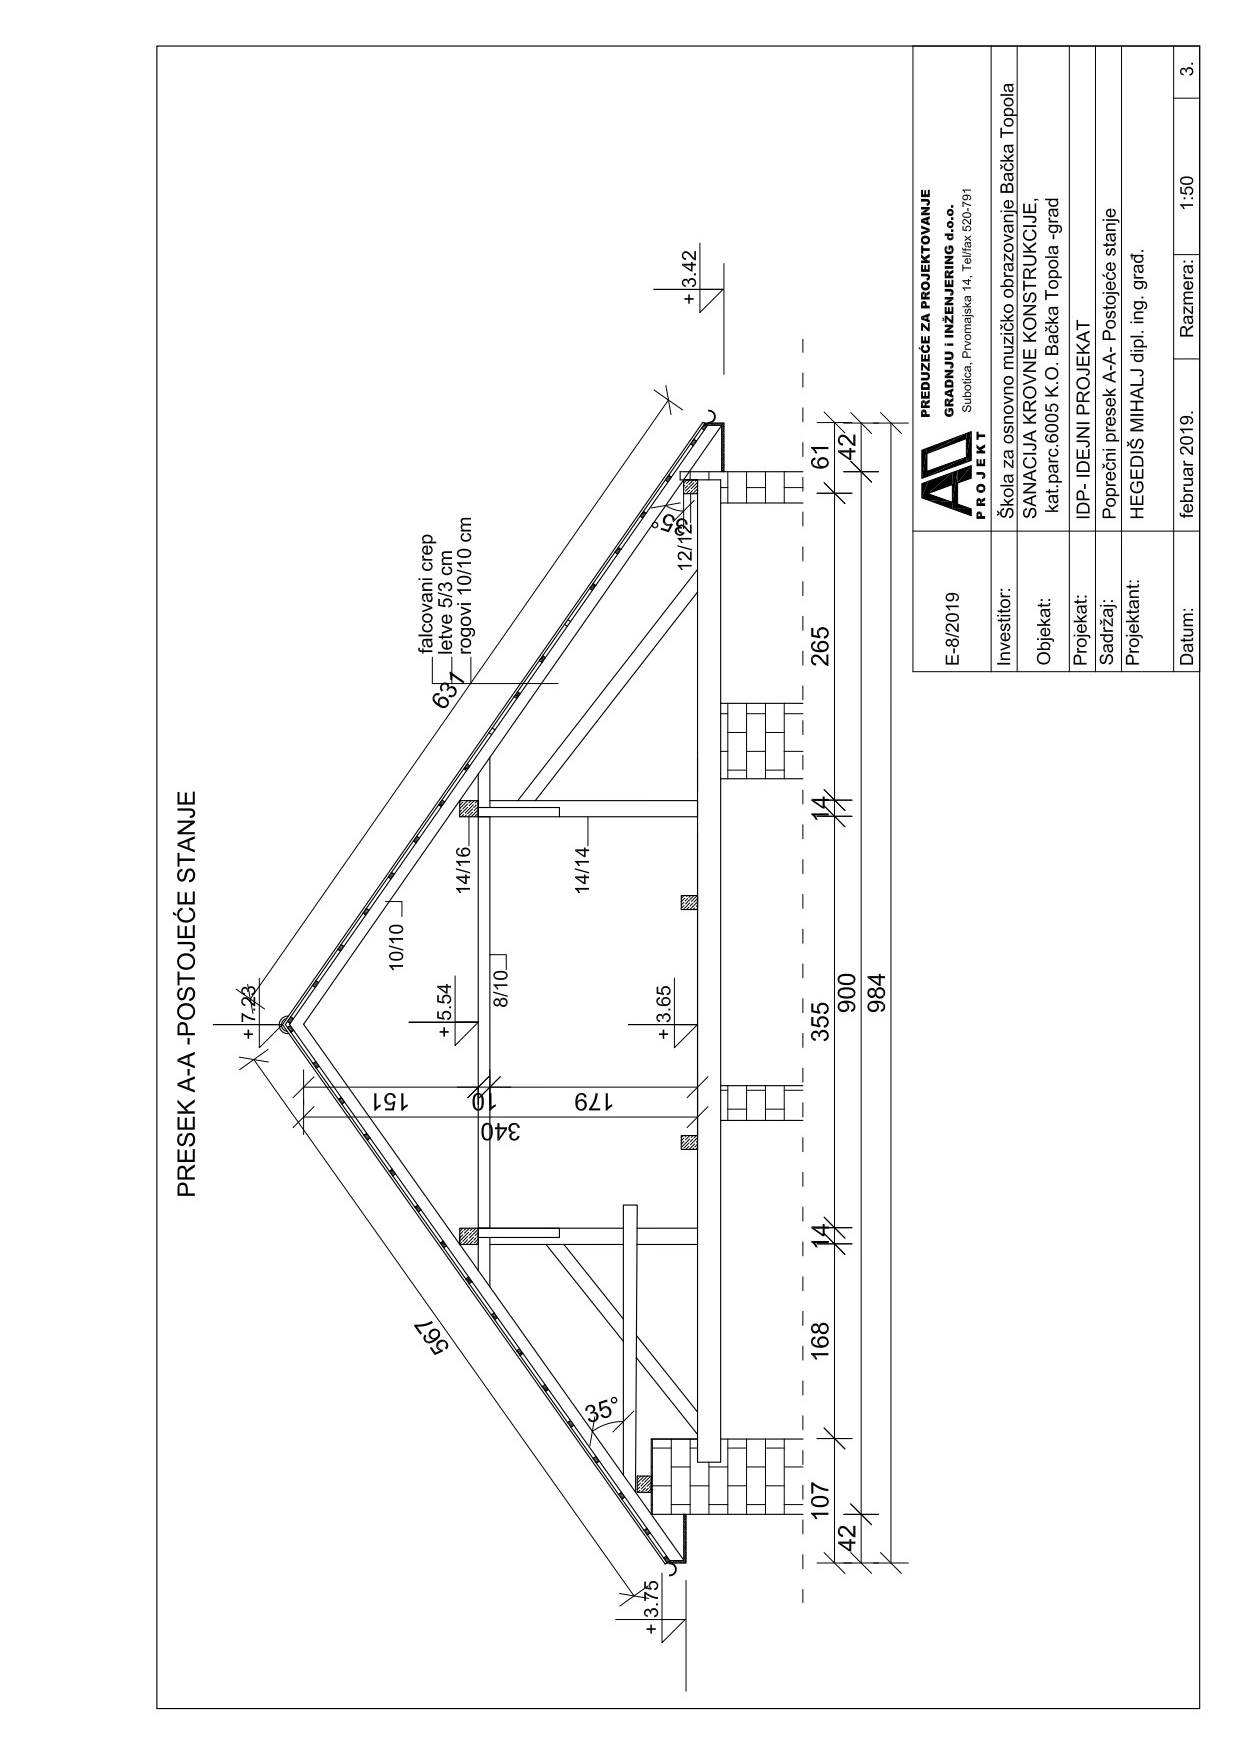 PRESEK A-A -POSTOJEĆE STANJE
+ 7.23
+ 5.54
+ 3.65
+ 3.75
+ 3.42
567
631
falcovani crep
letve 5/3 cm
rogovi 10/10 cm
10/10
14/16
8/10
14/14
12/12
35°
35°
151
10
179
340
107
168
14
355
14
265
61
42
900
42
984
E-8/2019
AD
PROJEKT
PREDUZEĆE ZA PROJEKTOVANJE
GRADNJU i INŽENJERING d.o.o.
Subotica, Prvomajska 14, Tel/fax 520-791
Investitor: Škola za osnovno muzičko obrazovanje Bačka Topola
Objekat: SANACIJA KROVNE KONSTRUKCIJE,
kat.parc.6005 K.O. Bačka Topola -grad
Projekat: IDP- IDEJNI PROJEKAT
Sadržaj: Poprečni presek A-A- Postojeće stanje
Projektant: HEGEDIŠ MIHALJ dipl. ing. građ.
Datum: februar 2019. Razmera: 1:50 3.